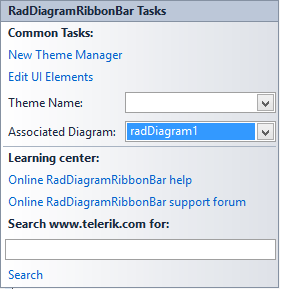 RadDiagramRibbonBar Tasks
Common Tasks:
New Theme Manager
Edit UI Elements
Theme Name:
Associated Diagram: radDiagram1
Learning center:
Online RadDiagramRibbonBar help
Online RadDiagramRibbonBar support forum
Search www.telerik.com for:
Search